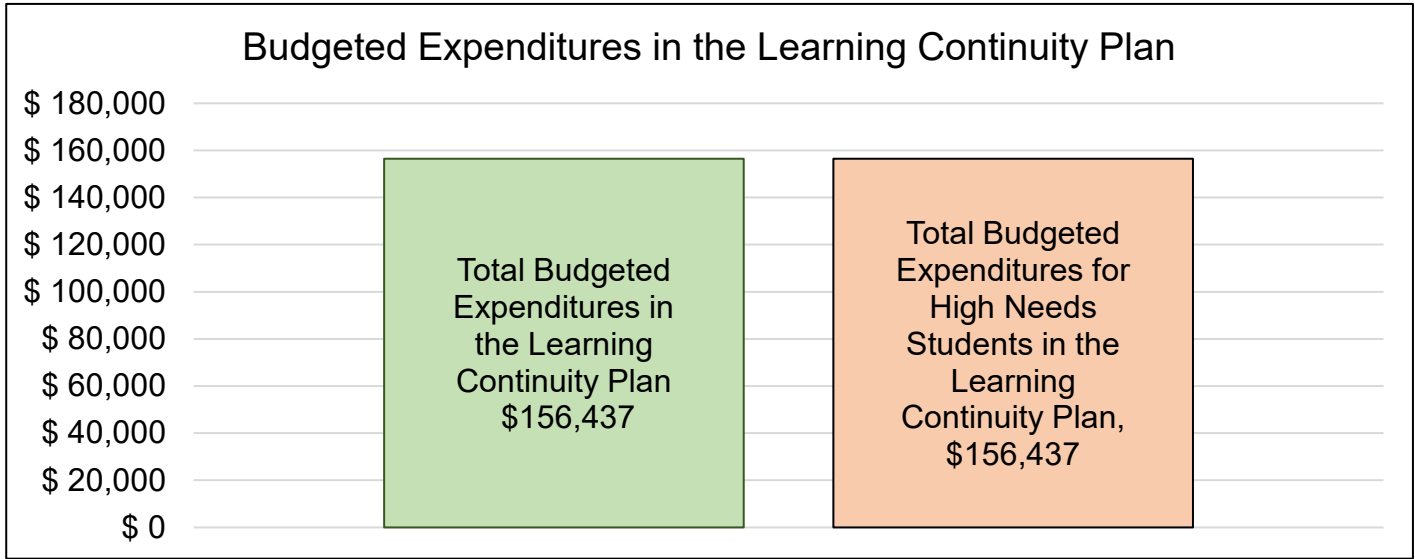 Budgeted Expenditures in the Learning Continuity Plan
$ 180,000
$ 160,000
$ 140,000
$ 120,000
$ 100,000
$ 80,000
$ 60,000
$ 40,000
$ 20,000
$ 0
Total Budgeted
Expenditures in
the Learning
Continuity Plan
$156,437
Total Budgeted
Expenditures for
High Needs
Students in the
Learning
Continuity Plan,
$156,437